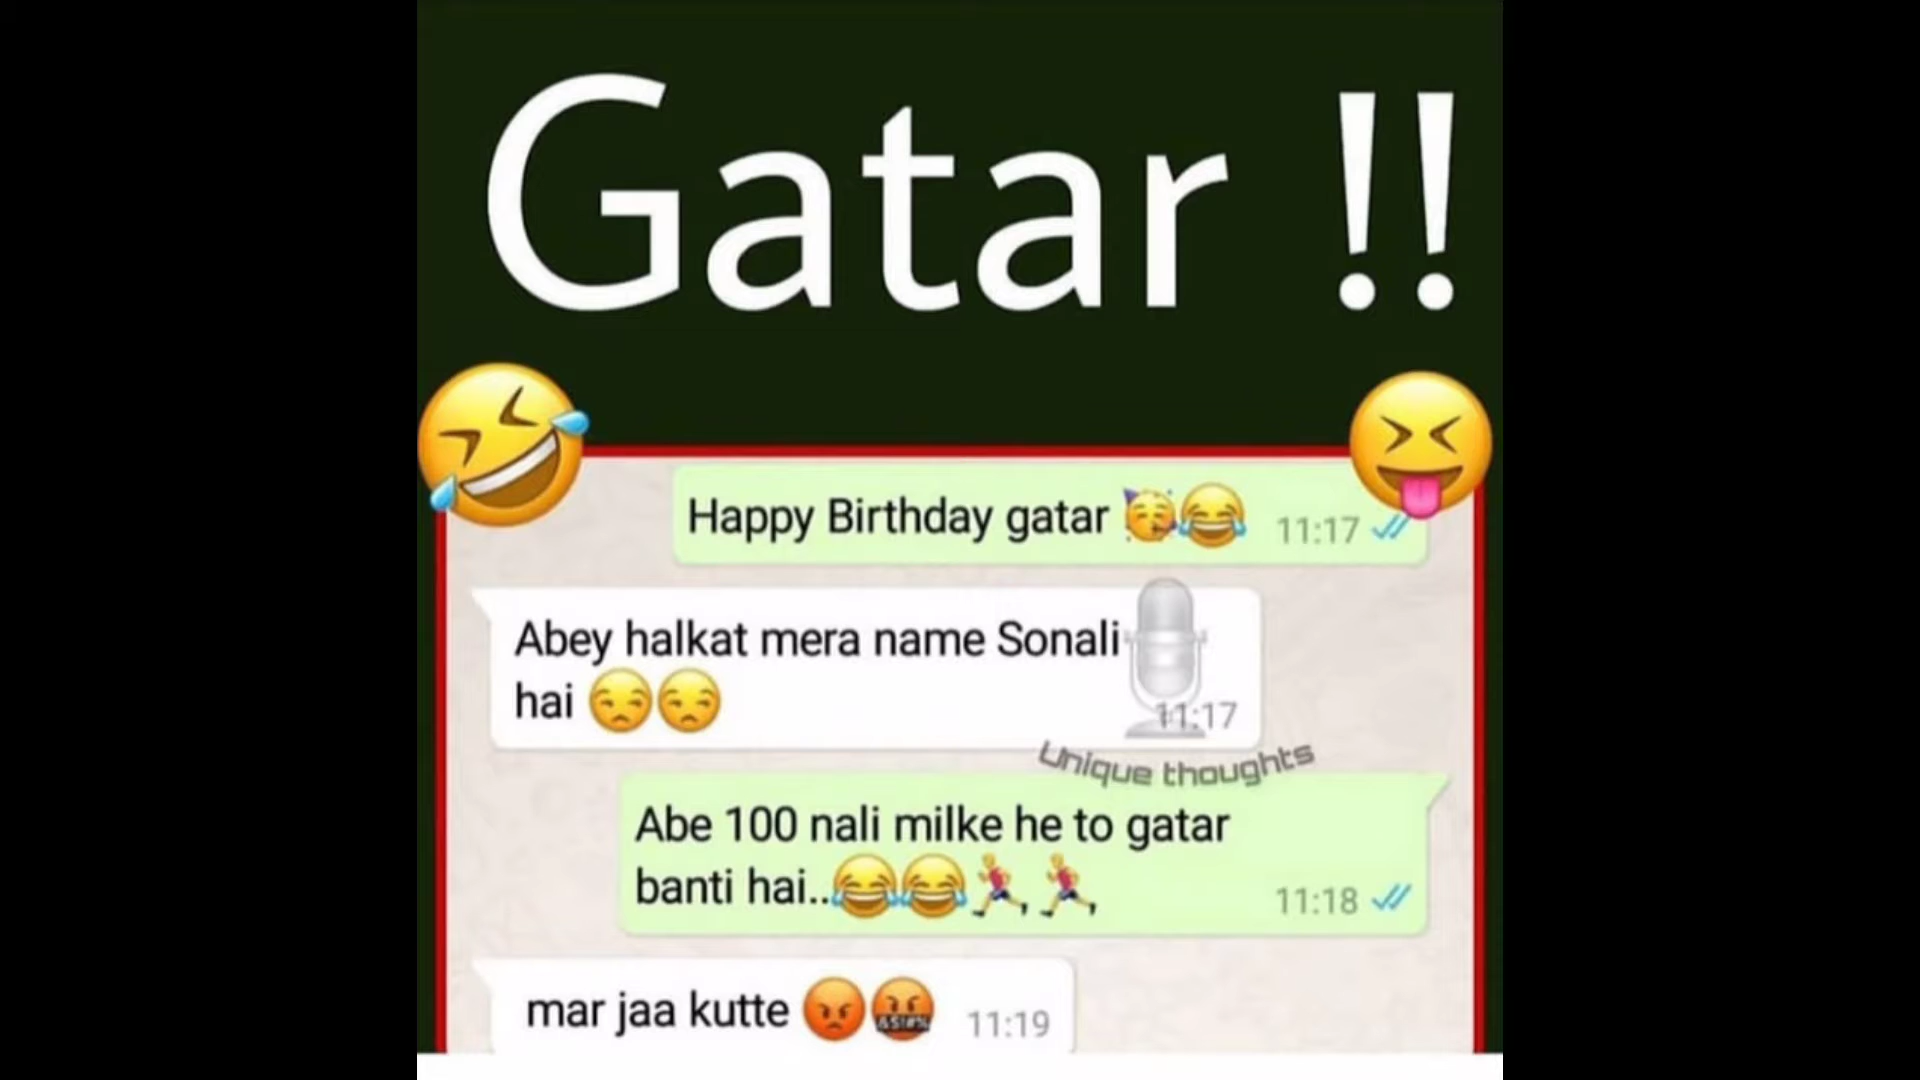 Gatar !!
Happy Birthday gatar 🥳😂 11:17
Abey halkat mera name Sonali
hai 😒😒 11:17
Unique thoughts
Abe 100 nali milke he to gatar
banti hai..😂😂🏃🏃 11:18
mar jaa kutte 😡🤬 11:19